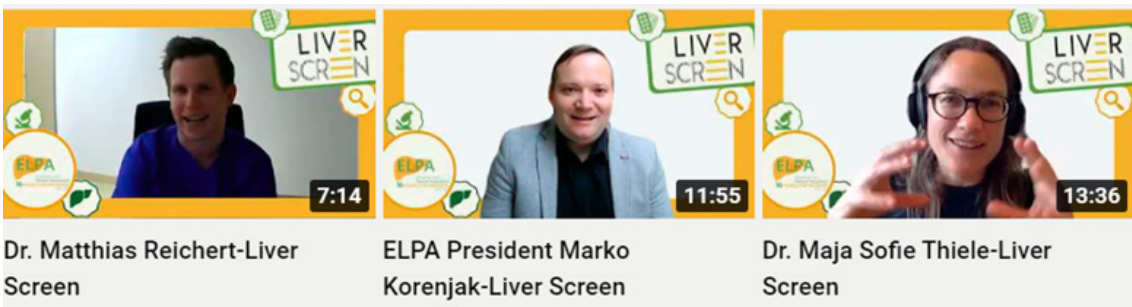 LIVER
SCREEN
ELPA
7:14
LIVER
SCREEN
ELPA
11:55
LIVER
SCREEN
ELPA
13:36
Dr. Matthias Reichert-Liver
Screen
ELPA President Marko
Korenjak-Liver Screen
Dr. Maja Sofie Thiele-Liver
Screen